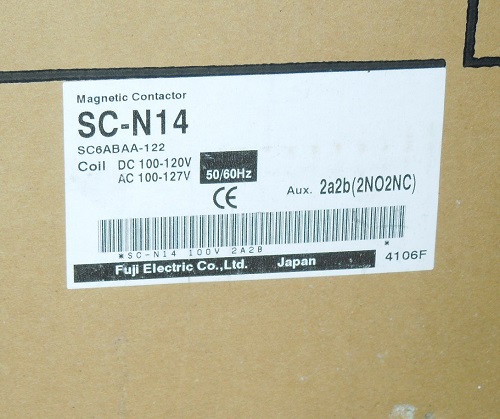 Magnetic Contactor
SC-N14
SC6ABAA-122
Coil DC 100-120V
AC 100-127V 50/60Hz
CE
Aux. 2a2b(2NO2NC)
*SC-N14 100V 2A2B *
Fuji Electric Co.,Ltd. Japan
4106F